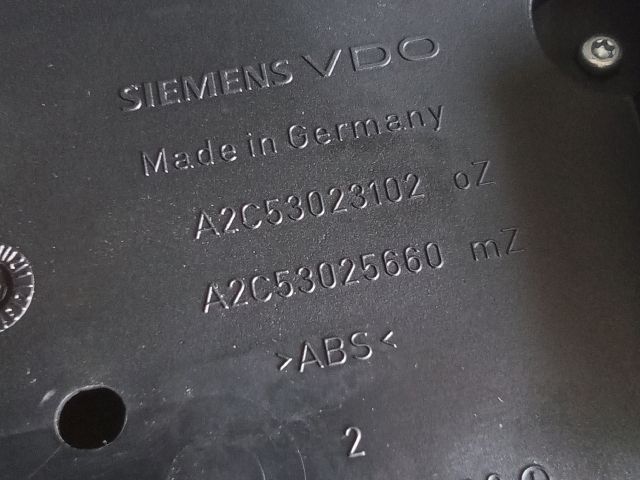 SIEMENS VDO
Made in Germany
A2C53023102 oZ
A2C53025660 mZ
>ABS<
2